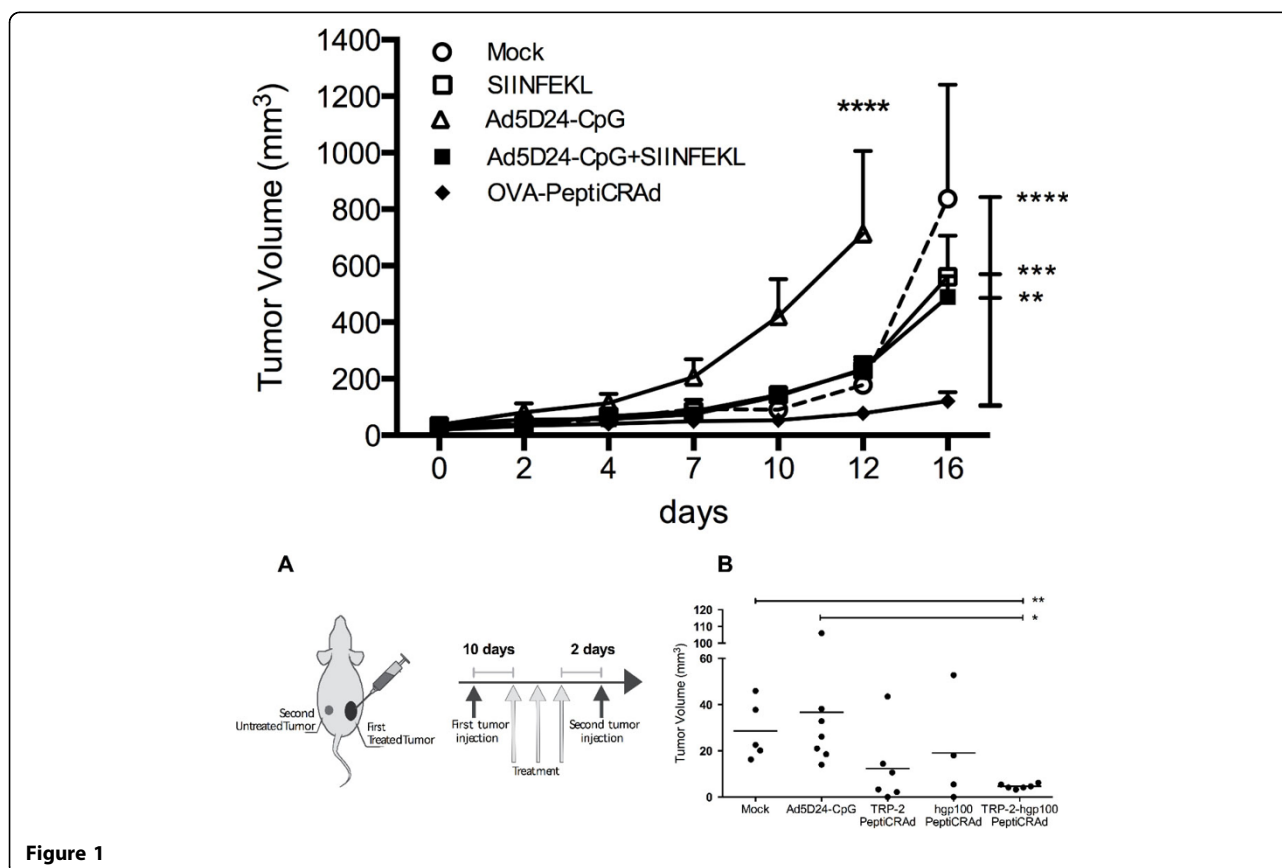 1400
1200
1000
800
600
400
200
0
Tumor Volume (mm³)
Mock
SIINFEKL
Ad5D24-CpG
Ad5D24-CpG+SIINFEKL
OVA-PeptiCRAd
****
****
***
**
0 2 4 7 10 12 16
days
A
Second
Untreated Tumor
First
Treated Tumor
10 days 2 days
First tumor
injection
Second tumor
injection
Treatment
B
**
*
120
110
100
60
40
20
0
Tumor Volume (mm³)
Mock Ad5D24-CpG TRP-2 hgp100 TRP-2-hgp100
PeptiCRAd PeptiCRAd PeptiCRAd
Figure 1